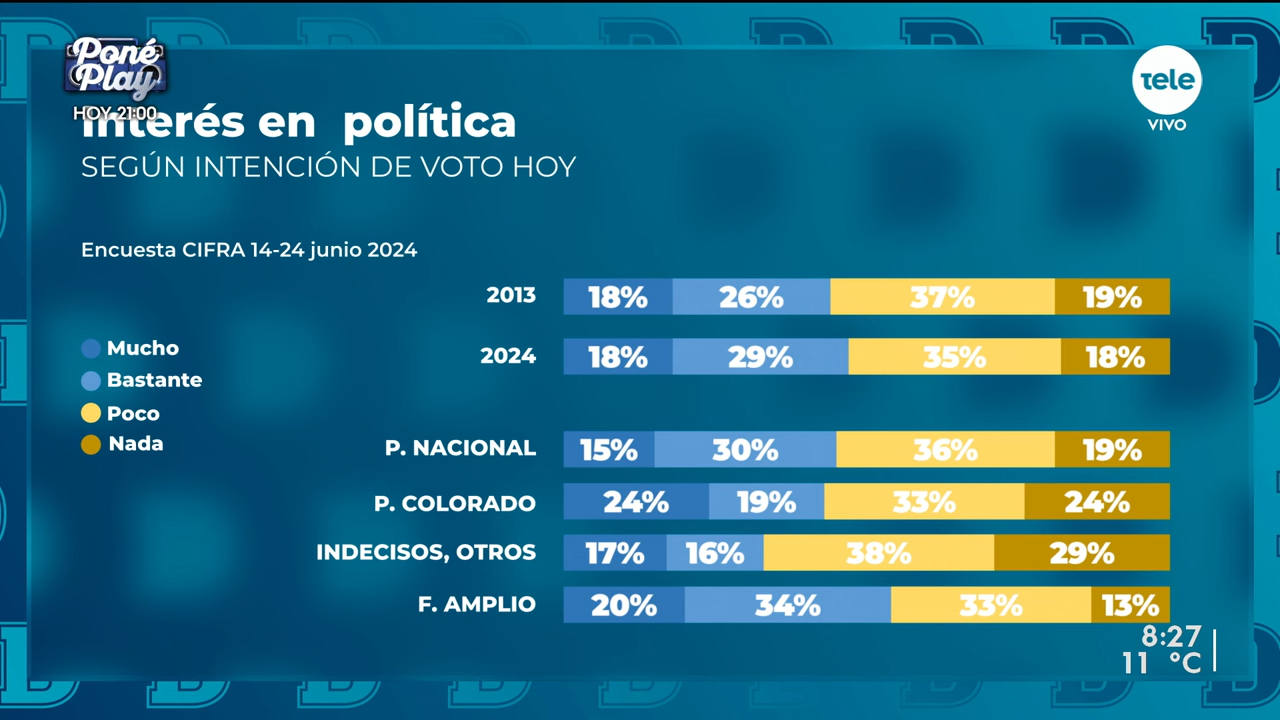 Poné
Play
HOY 21:00
Interés en política
SEGÚN INTENCIÓN DE VOTO HOY
tele
VIVO
Encuesta CIFRA 14-24 junio 2024
Mucho
Bastante
Poco
Nada
2013 18% 26% 37% 19%
2024 18% 29% 35% 18%
P. NACIONAL 15% 30% 36% 19%
P. COLORADO 24% 19% 33% 24%
INDECISOS, OTROS 17% 16% 38% 29%
F. AMPLIO 20% 34% 33% 13%
8:27
11 °C